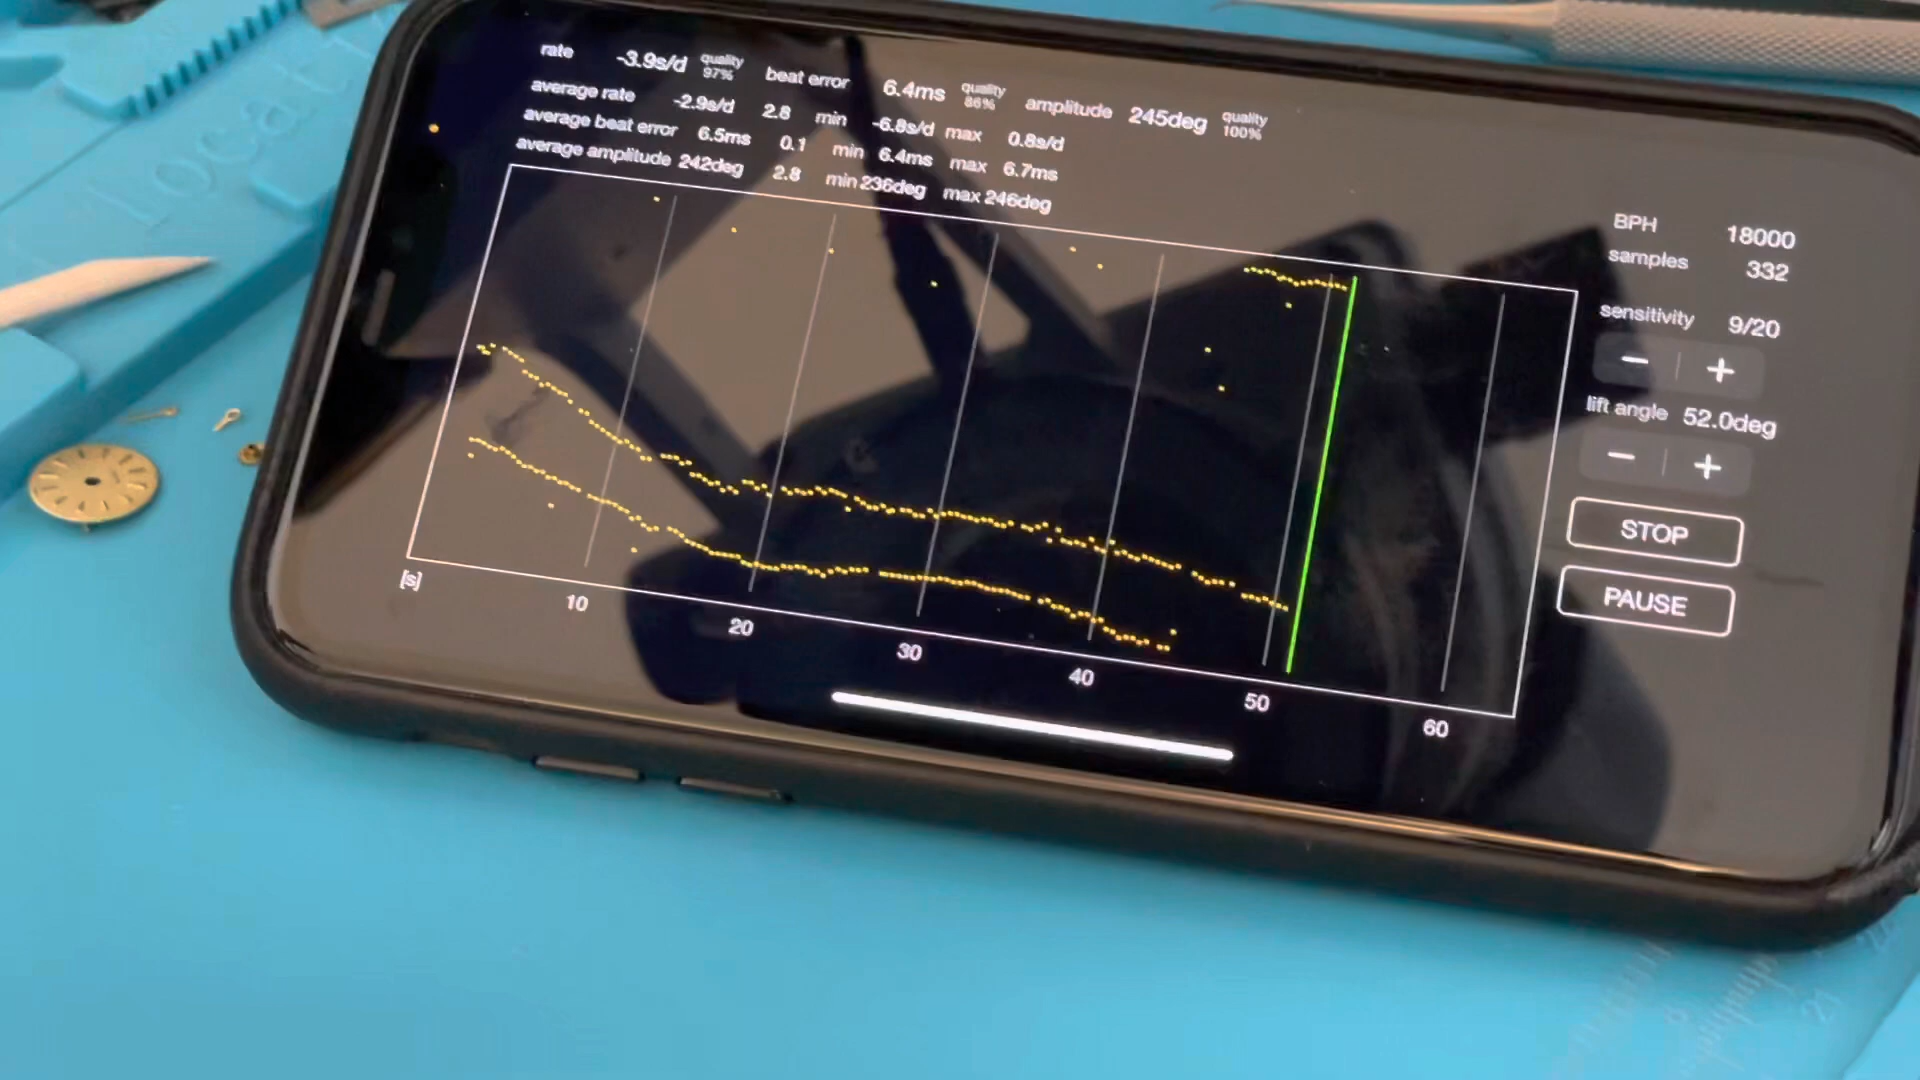 rate -3.9s/d quality 97% beat error 6.4ms quality 86% amplitude 245deg quality 100%
average rate -2.9s/d 2.8 min -6.8s/d max 0.8s/d
average beat error 6.5ms 0.1 min 6.4ms max 6.7ms
average amplitude 242deg 2.8 min 236deg max 246deg
BPH 18000
samples 332
sensitivity 9/20
− +
lift angle 52.0deg
− +
STOP
PAUSE
[s] 10 20 30 40 50 60